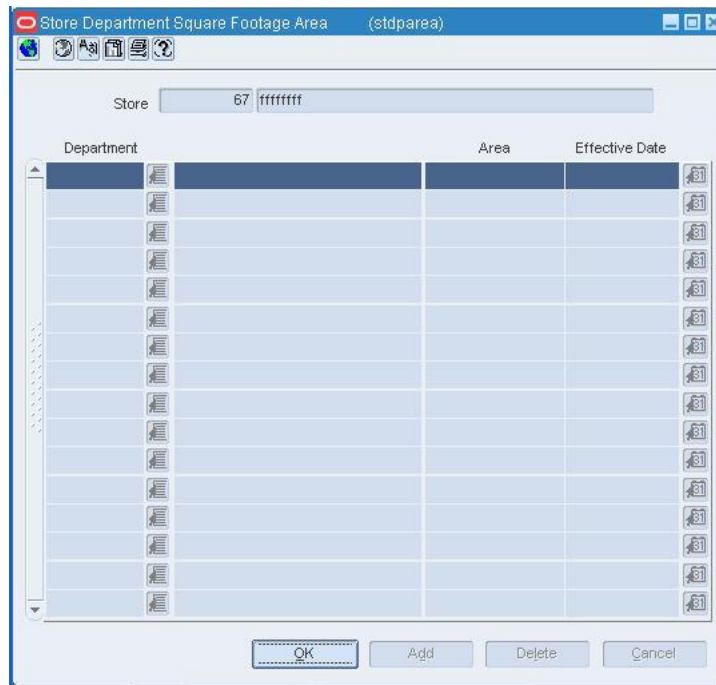 Store Department Square Footage Area (stdparea)
Store 67 ffffffff
Department Area Effective Date
OK Add Delete Cancel